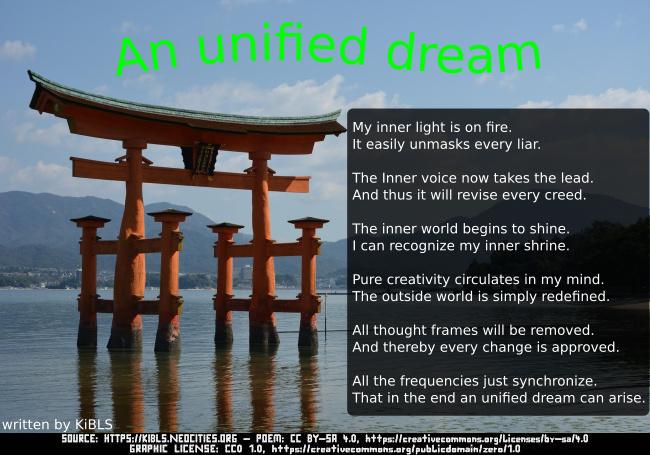 An unified dream
My inner light is on fire.
It easily unmasks every liar.
The Inner voice now takes the lead.
And thus it will revise every creed.
The inner world begins to shine.
I can recognize my inner shrine.
Pure creativity circulates in my mind.
The outside world is simply redefined.
All thought frames will be removed.
And thereby every change is approved.
All the frequencies just synchronize.
That in the end an unified dream can arise.
written by KiBLS
SOURCE: HTTPS://KIBLS.NEOCITIES.ORG – POEM: CC BY-SA 4.0, https://creativecommons.org/licenses/by-sa/4.0
GRAPHIC LICENSE: CC0 1.0, https://creativecommons.org/publicdomain/zero/1.0